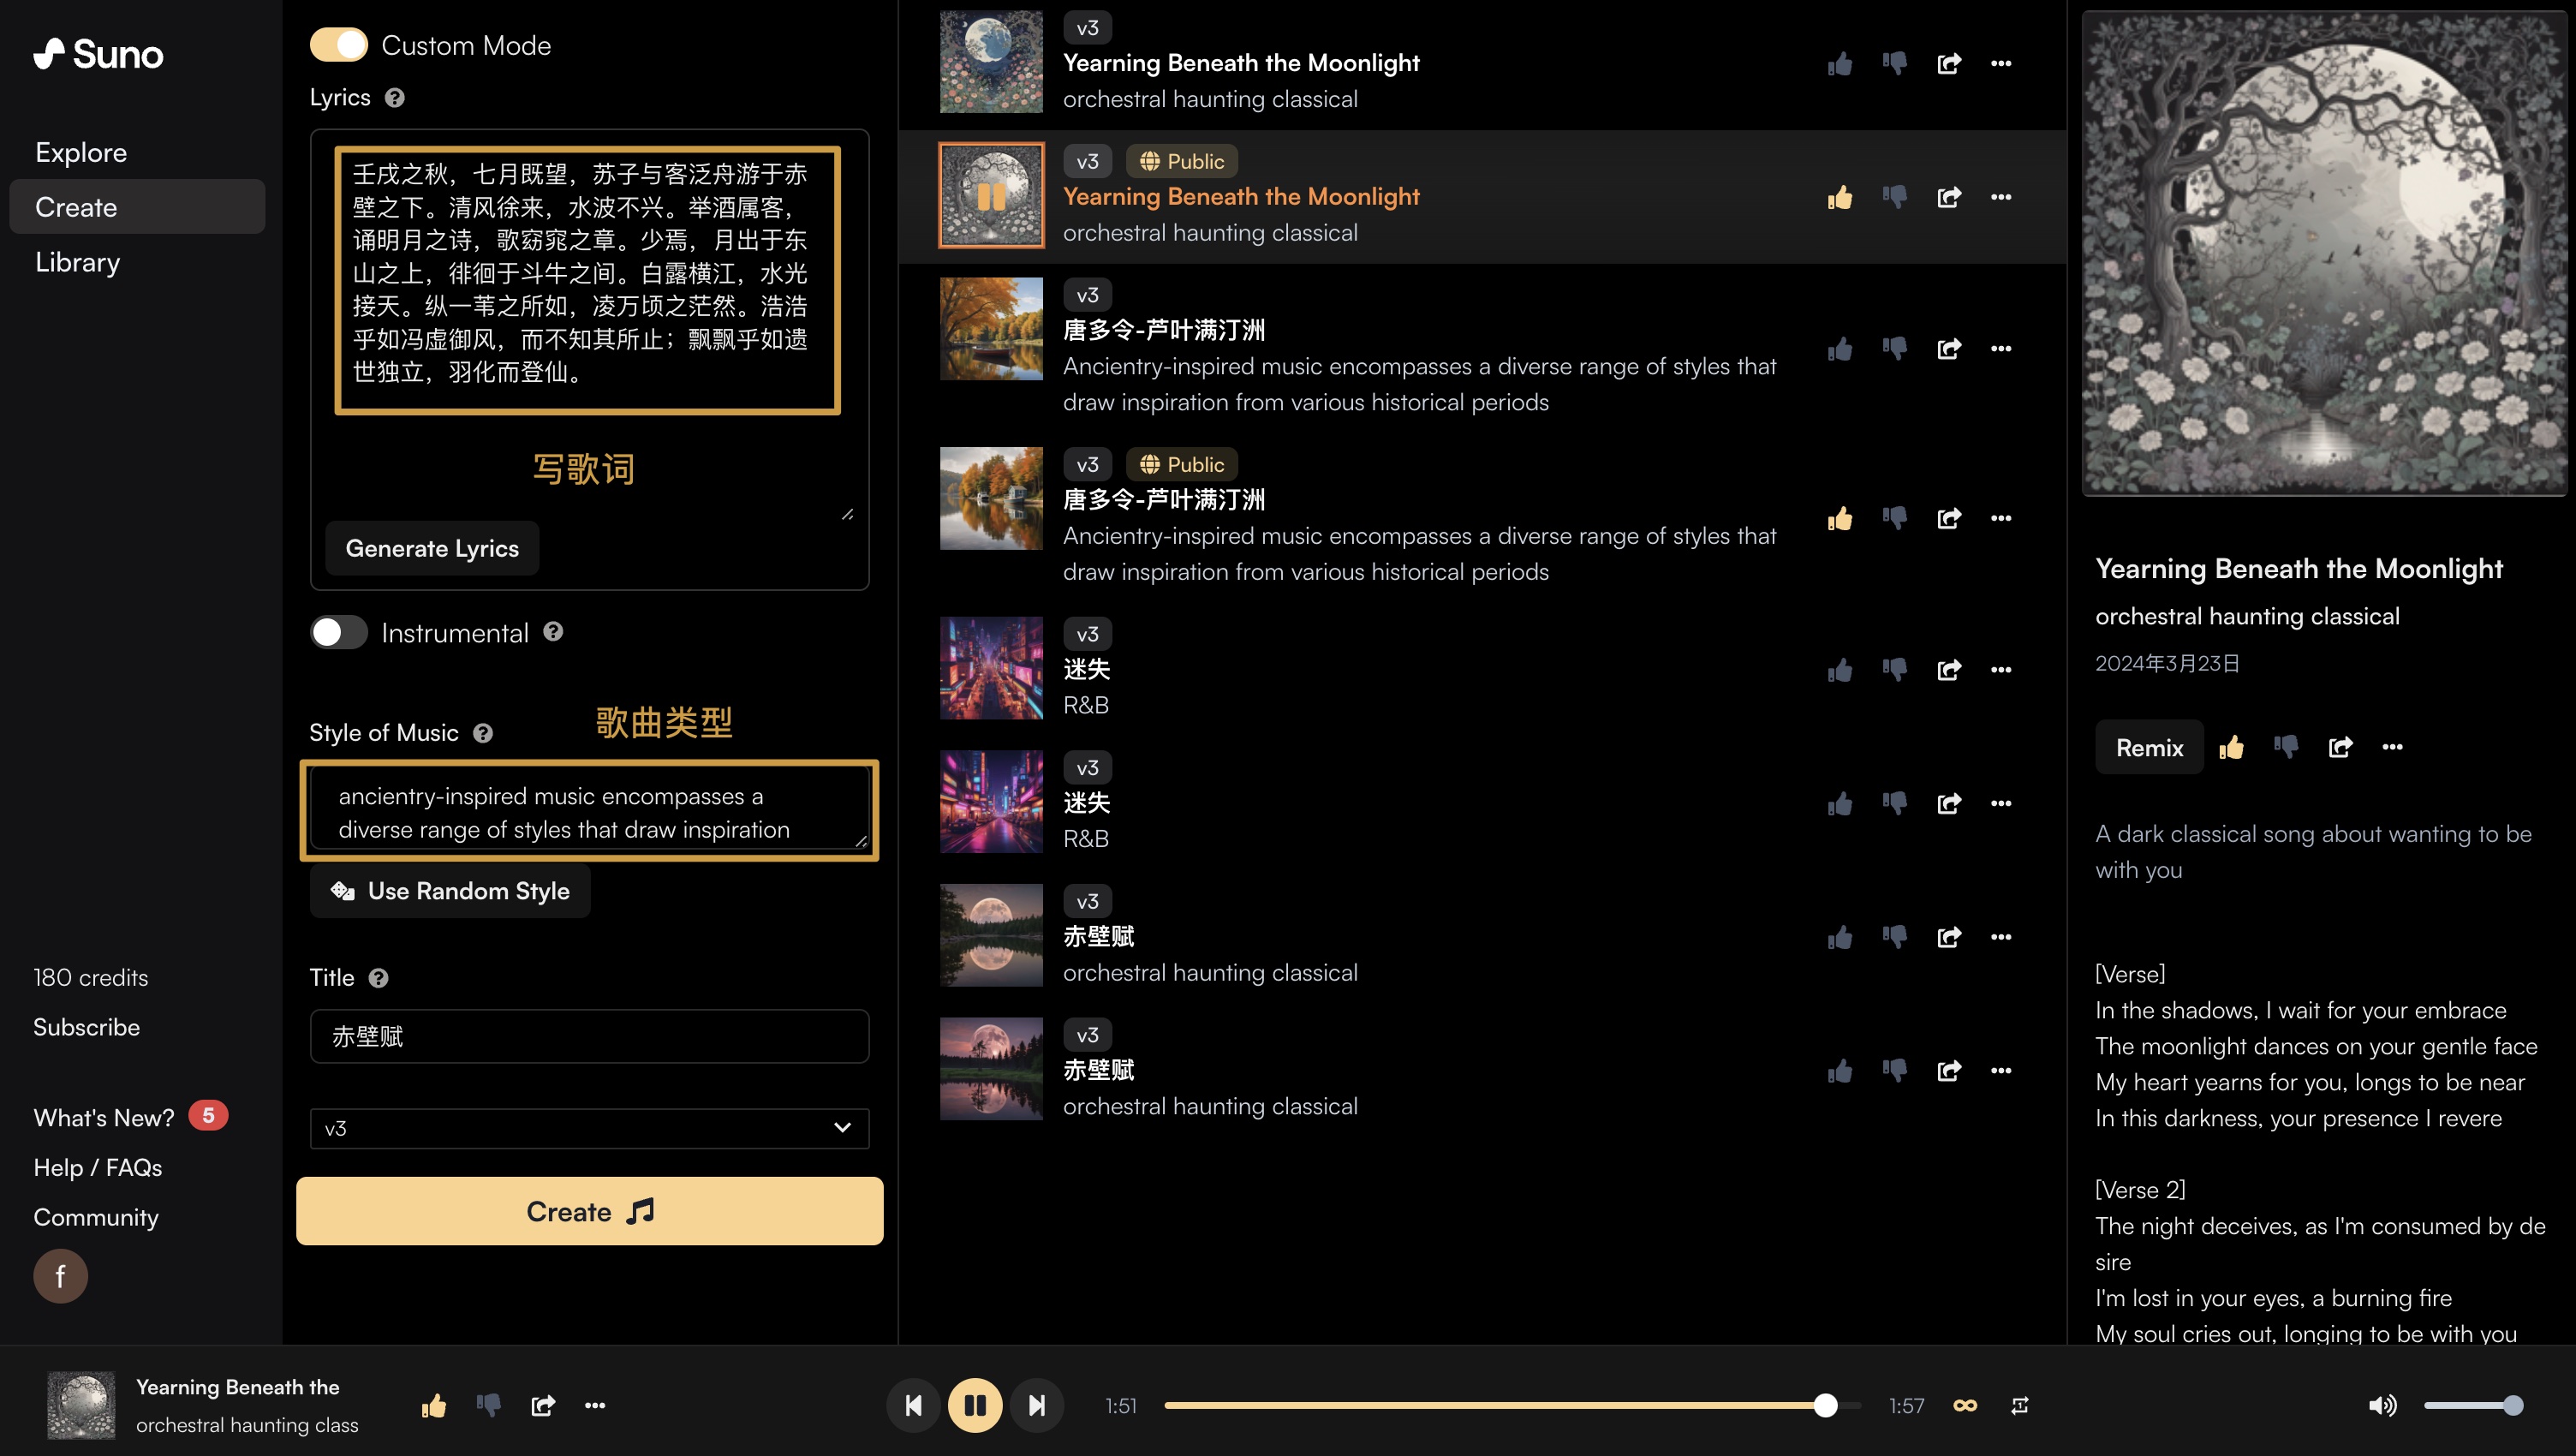 Suno
Explore
Create
Library
180 credits
Subscribe
What's New? 5
Help / FAQs
Community
f
Custom Mode
Lyrics
壬戌之秋，七月既望，苏子与客泛舟游于赤
壁之下。清风徐来，水波不兴。举酒属客，
诵明月之诗，歌窈窕之章。少焉，月出于东
山之上，徘徊于斗牛之间。白露横江，水光
接天。纵一苇之所如，凌万顷之茫然。浩浩
乎如冯虚御风，而不知其所止；飘飘乎如遗
世独立，羽化而登仙。
写歌词
Generate Lyrics
Instrumental
歌曲类型
Style of Music
ancientry-inspired music encompasses a
diverse range of styles that draw inspiration
Use Random Style
Title
赤壁赋
v3
Create
v3
Yearning Beneath the Moonlight
orchestral haunting classical
v3 Public
Yearning Beneath the Moonlight
orchestral haunting classical
v3
唐多令-芦叶满汀洲
Ancientry-inspired music encompasses a diverse range of styles that
draw inspiration from various historical periods
v3 Public
唐多令-芦叶满汀洲
Ancientry-inspired music encompasses a diverse range of styles that
draw inspiration from various historical periods
v3
迷失
R&B
v3
迷失
R&B
v3
赤壁赋
orchestral haunting classical
v3
赤壁赋
orchestral haunting classical
Yearning Beneath the Moonlight
orchestral haunting classical
2024年3月23日
Remix
A dark classical song about wanting to be
with you
[Verse]
In the shadows, I wait for your embrace
The moonlight dances on your gentle face
My heart yearns for you, longs to be near
In this darkness, your presence I revere
[Verse 2]
The night deceives, as I'm consumed by de
sire
I'm lost in your eyes, a burning fire
My soul cries out, longing to be with you
Yearning Beneath the
orchestral haunting class
1:51
1:57